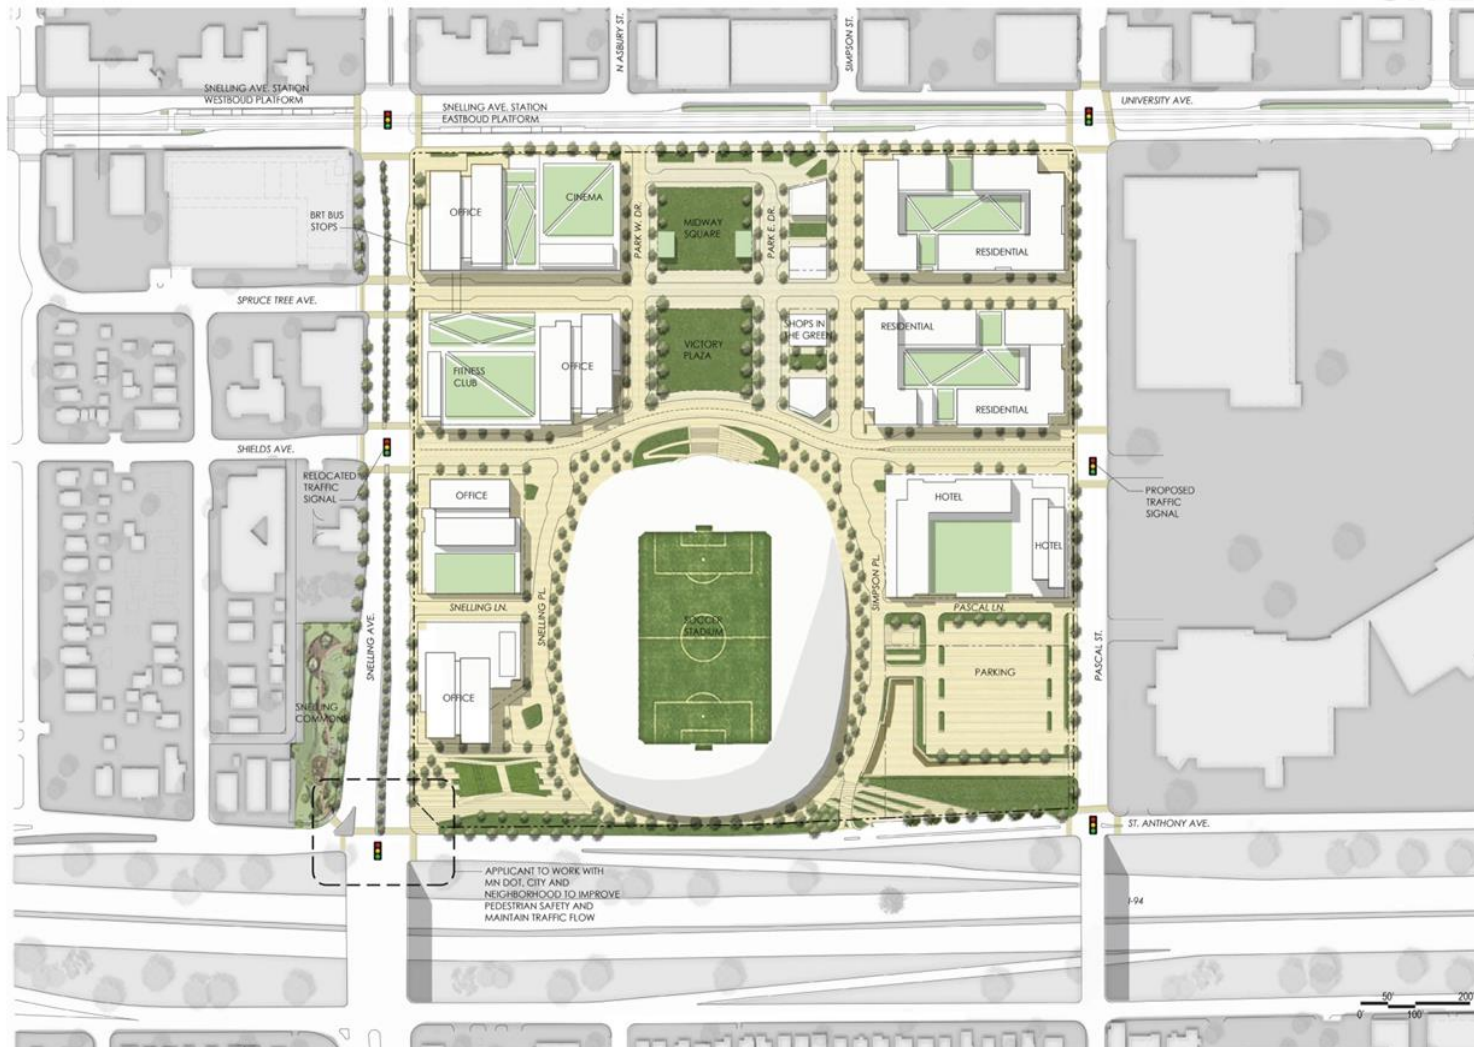 N ASBURY ST.
SIMPSON ST.
SNELLING AVE. STATION
WESTBOUD PLATFORM
SNELLING AVE. STATION
EASTBOUD PLATFORM
UNIVERSITY AVE.
BRT BUS
STOPS
OFFICE
CINEMA
PARK W. DR.
MIDWAY
SQUARE
PARK E. DR.
RESIDENTIAL
SPRUCE TREE AVE.
FITNESS
CLUB
OFFICE
VICTORY
PLAZA
SHOPS IN
THE GREEN
RESIDENTIAL
RESIDENTIAL
SHIELDS AVE.
RELOCATED
TRAFFIC
SIGNAL
OFFICE
HOTEL
HOTEL
PROPOSED
TRAFFIC
SIGNAL
SNELLING LN.
SNELLING PL.
SOCCER
STADIUM
SIMPSON PL.
PASCAL LN.
SNELLING AVE.
PASCAL ST.
PARKING
OFFICE
SNELLING
COMMONS
ST. ANTHONY AVE.
APPLICANT TO WORK WITH
MN DOT, CITY AND
NEIGHBORHOOD TO IMPROVE
PEDESTRIAN SAFETY AND
MAINTAIN TRAFFIC FLOW
I-94
50' 200'
0' 100'